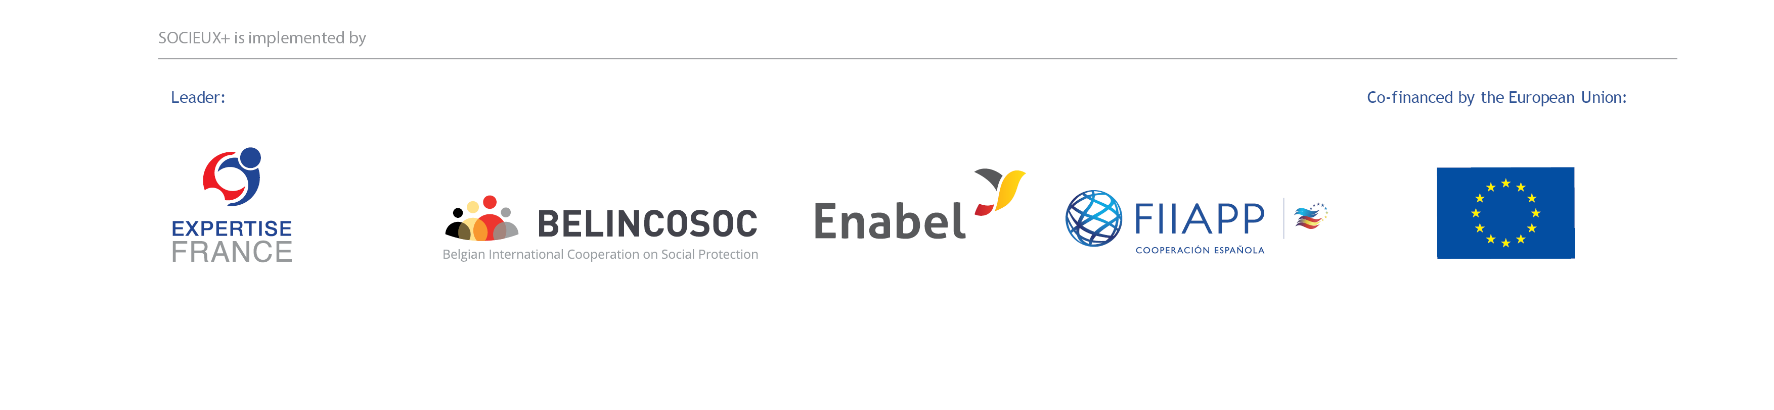 SOCIEUX+ is implemented by
Leader:
Co-financed by the European Union:
EXPERTISE
FRANCE
BELINCOSOC
Belgian International Cooperation on Social Protection
Enabel
FIIAPP
COOPERACIÓN ESPAÑOLA